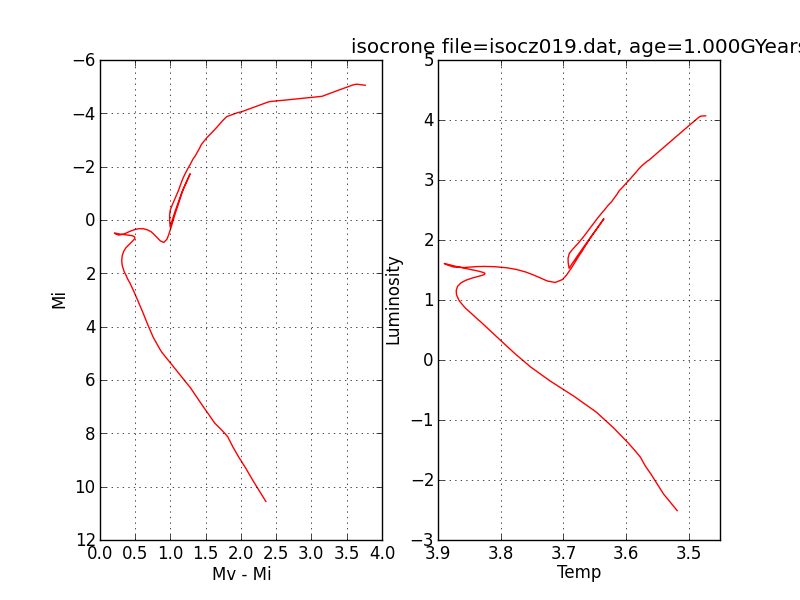 isocrone file=isocz019.dat, age=1.000GYears
−6
−4
−2
0
2
4
6
8
10
12
Mi
0.0 0.5 1.0 1.5 2.0 2.5 3.0 3.5 4.0
Mv - Mi
5
4
3
2
1
0
−1
−2
−3
Luminosity
3.9 3.8 3.7 3.6 3.5
Temp